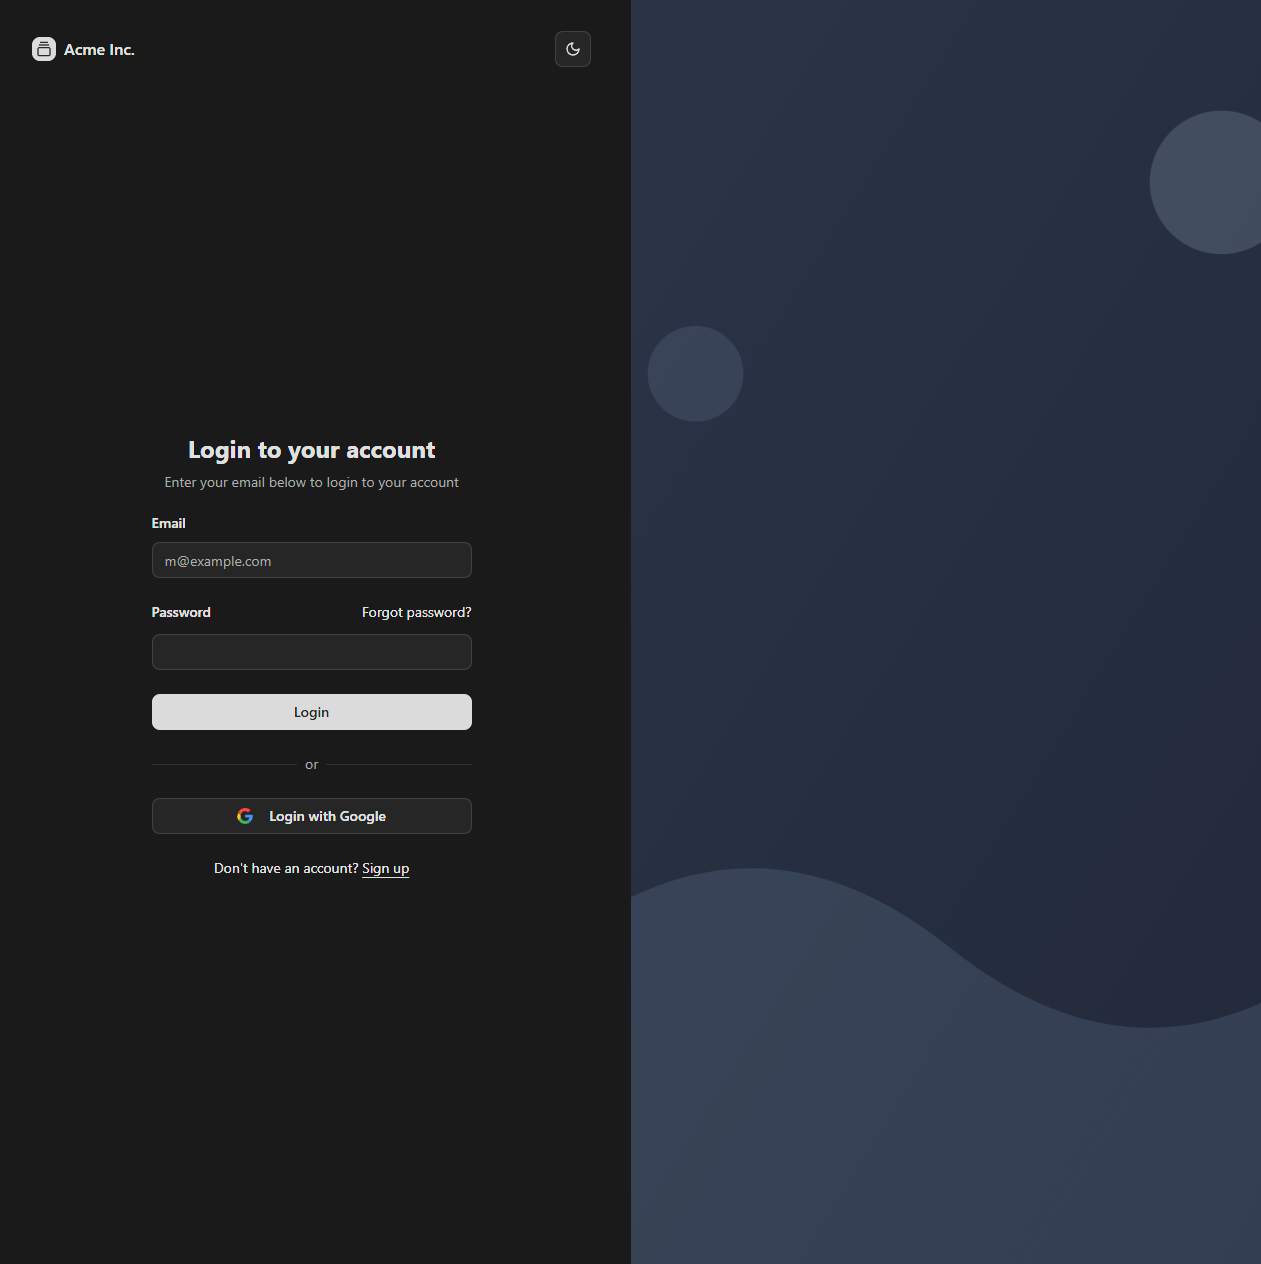 Acme Inc.
Login to your account
Enter your email below to login to your account
Email
m@example.com
Password
Forgot password?
Login
or
Login with Google
Don't have an account? Sign up